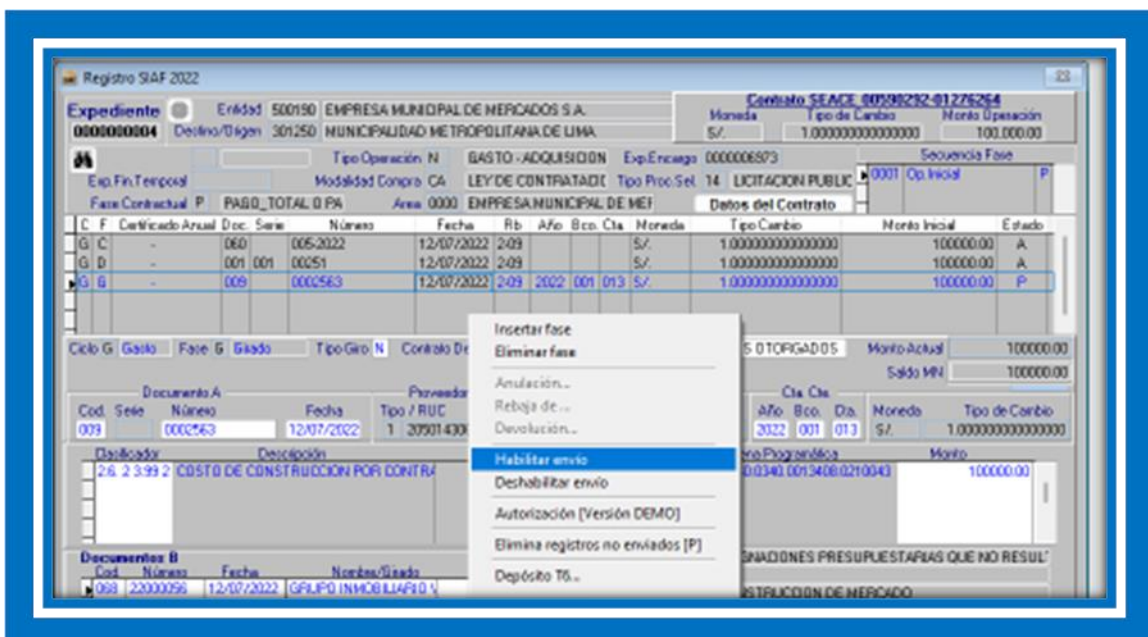 Registro SIAF 2022
Expediente Entidad 500190 EMPRESA MUNICIPAL DE MERCADOS S.A. Contrato SEACE 00590292-01276264
Moneda Tipo de Cambio Monto Operación
0000000004 Destino/Origen 301250 MUNICIPALIDAD METROPOLITANA DE LIMA S/. 1.000000000000000 100,000.00
Tipo Operación N GASTO - ADQUISICION Exp.Encargo 0000006973 Secuencia Fase
Exp.Fin.Temporal Modalidad Compra CA LEY DE CONTRATACIC Tipo Proc.Sel. 14 LICITACION PUBLIC 0001 Op.Inicial P
Fase Contractual P PAGO_TOTAL O PA Area 0000 EMPRESA MUNICIPAL DE MEF Datos del Contrato
C F Certificado Anual Doc. Serie Número Fecha Rb Año Bco. Cta Moneda Tipo Cambio Monto Inicial Estado
G C - 060 005-2022 12/07/2022 2-09 S/. 1.000000000000000 100000.00 A
G D - 001 001 00251 12/07/2022 2-09 S/. 1.000000000000000 100000.00 A
G G - 009 0002563 12/07/2022 2-09 2022 001 013 S/. 1.000000000000000 100000.00 P
Insertar fase
Ciclo G Gasto Fase G Girado Tipo Giro N Contrato De Eliminar fase S OTORGADOS Monto Actual 100000.00
Saldo MN 100000.00
Anulación...
Documento A Proveedor Cta. Cte.
Cod. Serie Número Fecha Tipo / RUC Rebaja de ... Año Bco. Cta. Moneda Tipo de Cambio
009 0002563 12/07/2022 1 20501430 Devolución... 2022 001 013 S/. 1.000000000000000
Clasificador Descripción Habilitar envío Programática Monto
2.6. 2 3.99 2 COSTO DE CONSTRUCCION POR CONTRA 0.0340.0013408.0210043 100000.00
Deshabilitar envío
Autorización [Versión DEMO]
Elimina registros no enviados [P]
Documentos B GNACIONES PRESUPUESTARIAS QUE NO RESUL
Cod. Número Fecha Nombre/Girado Depósito T6...
068 22000056 12/07/2022 GRUPO INMOBILIARIO STRUCCION DE MERCADO